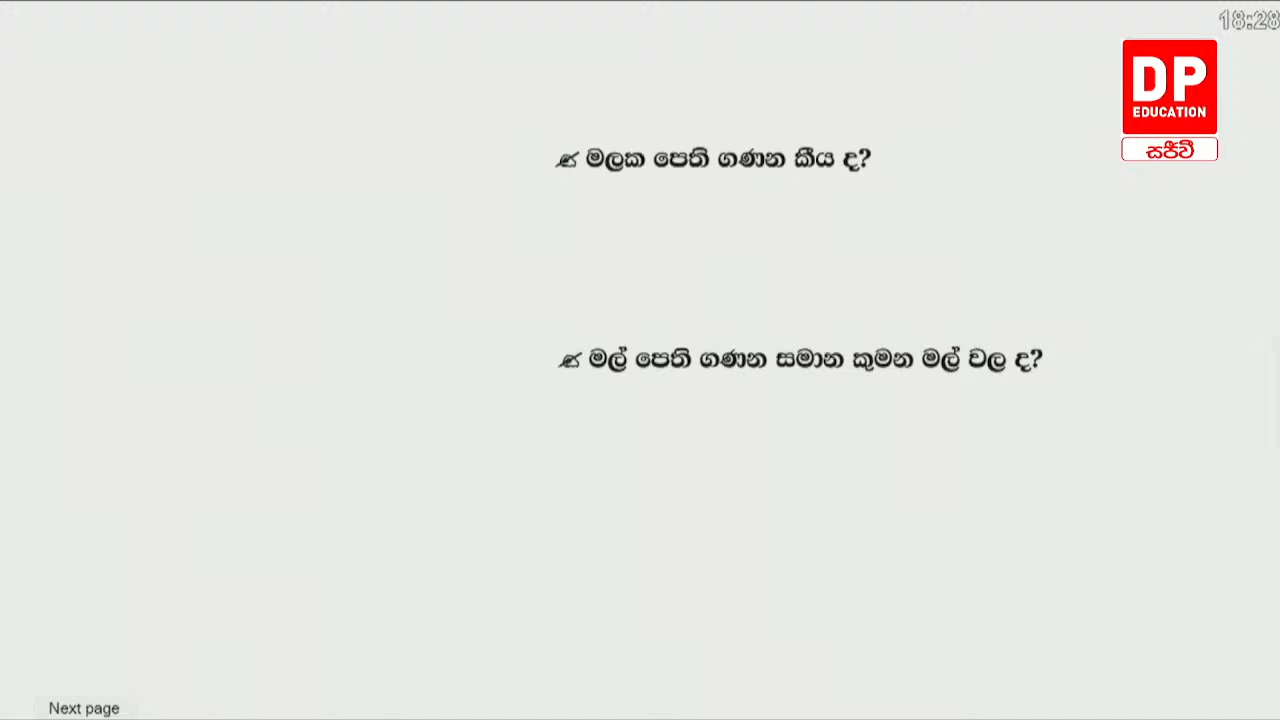 18:28
DP
EDUCATION
සජීවී
මලක පෙති ගණන කීය ද?
මල් පෙති ගණන සමාන කුමන මල් වල ද?
Next page